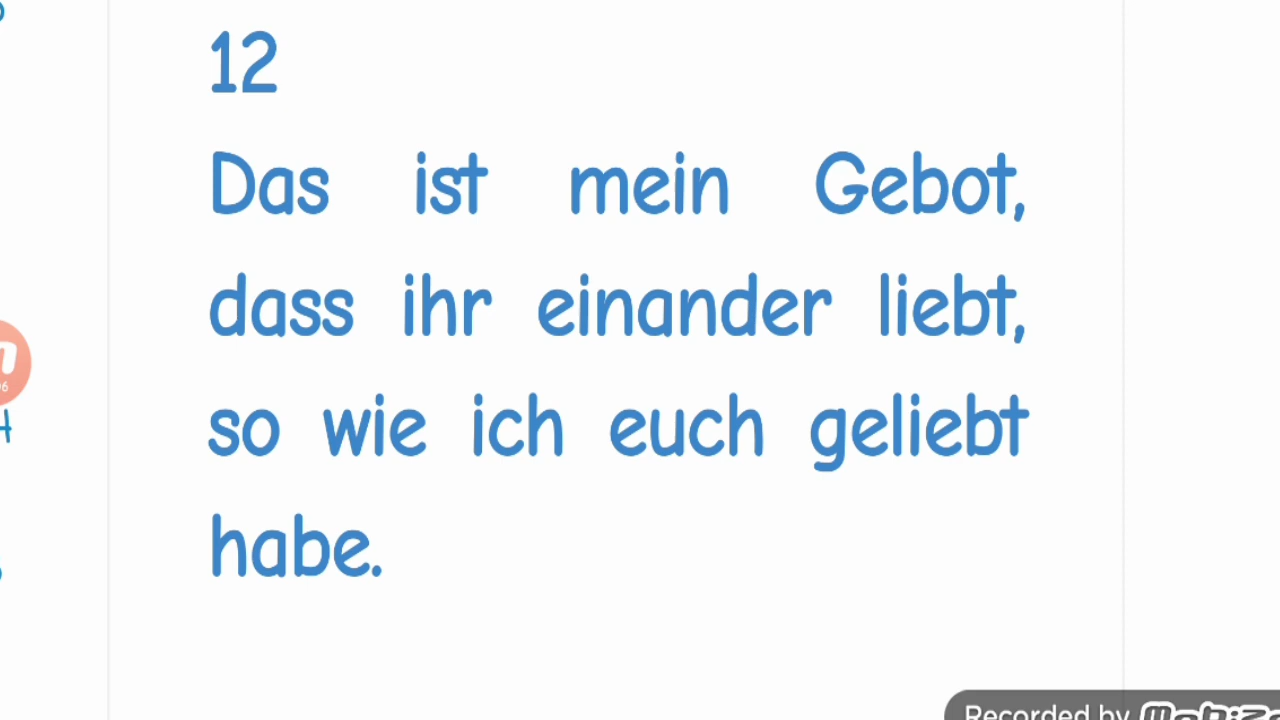 12
Das ist mein Gebot,
dass ihr einander liebt,
so wie ich euch geliebt
habe.
Recorded by